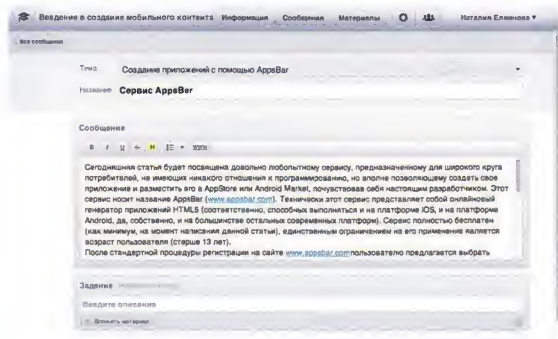 Введение в создание мобильного контента Информация Сообщения Материалы Наталия Елманова ▾
Все сообщения
Тема Создание приложений с помощью AppsBar
Название Сервис AppsBar
Сообщение
B I U
Сегодняшняя статья будет посвящена довольно любопытному сервису, предназначенному для широкого круга
потребителей, не имеющих никакого отношения к программированию, но вполне позволяющему создать свое
приложение и разместить его в AppStore или Android Market, почувствовав себя настоящим разработчиком. Этот
сервис носит название AppsBar (www.appsbar.com). Технически этот сервис представляет собой онлайновый
генератор приложений HTML5 (соответственно, способных выполняться и на платформе iOS, и на платформе
Android, да, собственно, и на большинстве остальных современных платформ). Сервис полностью бесплатен
(как минимум, на момент написания данной статьи), единственным ограничением на его применение является
возраст пользователя (старше 13 лет).
После стандартной процедуры регистрации на сайте www.appsbar.com пользователю предлагается выбрать
Задание
Введите описание
Вложить материал